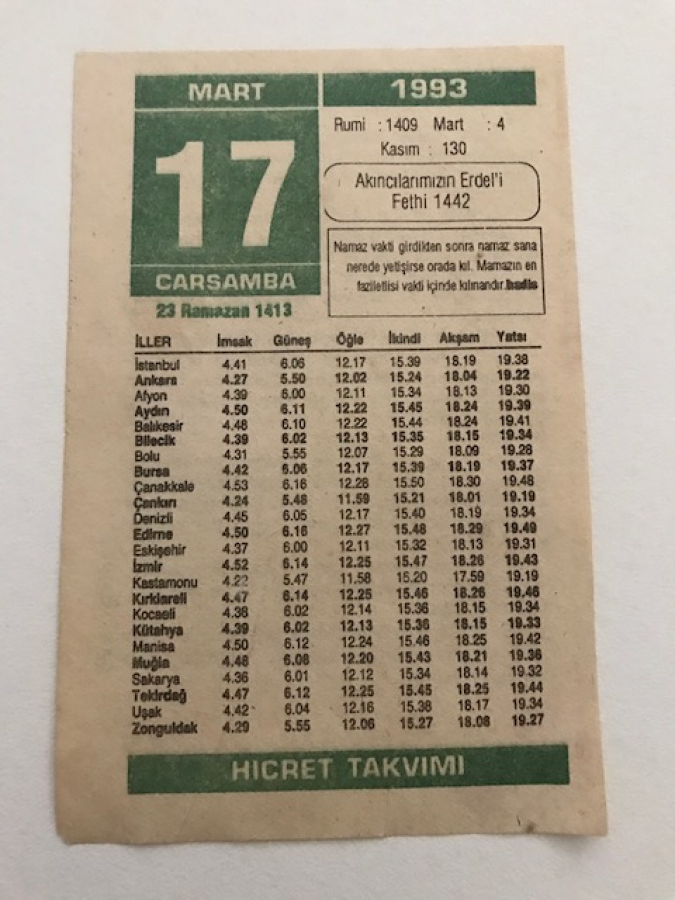 MART 1993
17
Rumi : 1409 Mart : 4
Kasım : 130
Akıncılarımızın Erdel'i
Fethi 1442
ÇARŞAMBA
23 Ramazan 1413
Namaz vakti girdikten sonra namaz sana
nerede yetişirse orada kıl. Mamazın en
faziletlisi vakti içinde kılınandır.hadis
İLLER İmsak Güneş Öğle İkindi Akşam Yatsı
İstanbul 4.41 6.06 12.17 15.39 18.19 19.38
Ankara 4.27 5.50 12.02 15.24 18.04 19.22
Afyon 4.39 6.00 12.11 15.34 18.13 19.30
Aydın 4.50 6.11 12.22 15.45 18.24 19.39
Balıkesir 4.48 6.10 12.22 15.44 18.24 19.41
Bilecik 4.39 6.02 12.13 15.35 18.15 19.34
Bolu 4.31 5.55 12.07 15.29 18.09 19.28
Bursa 4.42 6.06 12.17 15.39 18.19 19.37
Çanakkale 4.53 6.16 12.28 15.50 18.30 19.48
Çankırı 4.24 5.46 11.59 15.21 18.01 19.19
Denizli 4.45 6.05 12.17 15.40 18.19 19.34
Edirne 4.50 6.16 12.27 15.48 18.29 19.49
Eskişehir 4.37 6.00 12.11 15.32 18.13 19.31
İzmir 4.52 6.14 12.25 15.47 18.26 19.43
Kastamonu 4.22 5.47 11.58 15.20 17.59 19.19
Kırklareli 4.47 6.14 12.25 15.46 18.26 19.46
Kocaeli 4.38 6.02 12.14 15.36 18.15 19.34
Kütahya 4.39 6.02 12.13 15.36 18.15 19.33
Manisa 4.50 6.12 12.24 15.46 18.25 19.42
Muğla 4.48 6.08 12.20 15.43 18.21 19.36
Sakarya 4.36 6.01 12.12 15.34 18.14 19.32
Tekirdağ 4.47 6.12 12.25 15.45 18.25 19.44
Uşak 4.42 6.04 12.16 15.38 18.17 19.34
Zonguldak 4.29 5.55 12.06 15.27 18.08 19.27
HİCRET TAKVİMİ